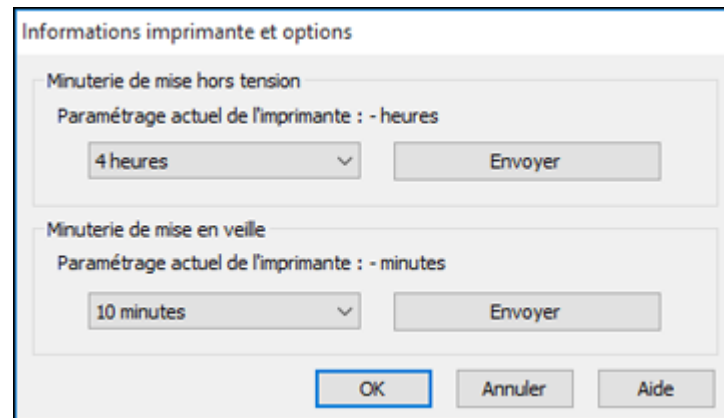 Informations imprimante et options
Minuterie de mise hors tension
Paramétrage actuel de l'imprimante : - heures
4 heures
Envoyer
Minuterie de mise en veille
Paramétrage actuel de l'imprimante : - minutes
10 minutes
Envoyer
OK
Annuler
Aide